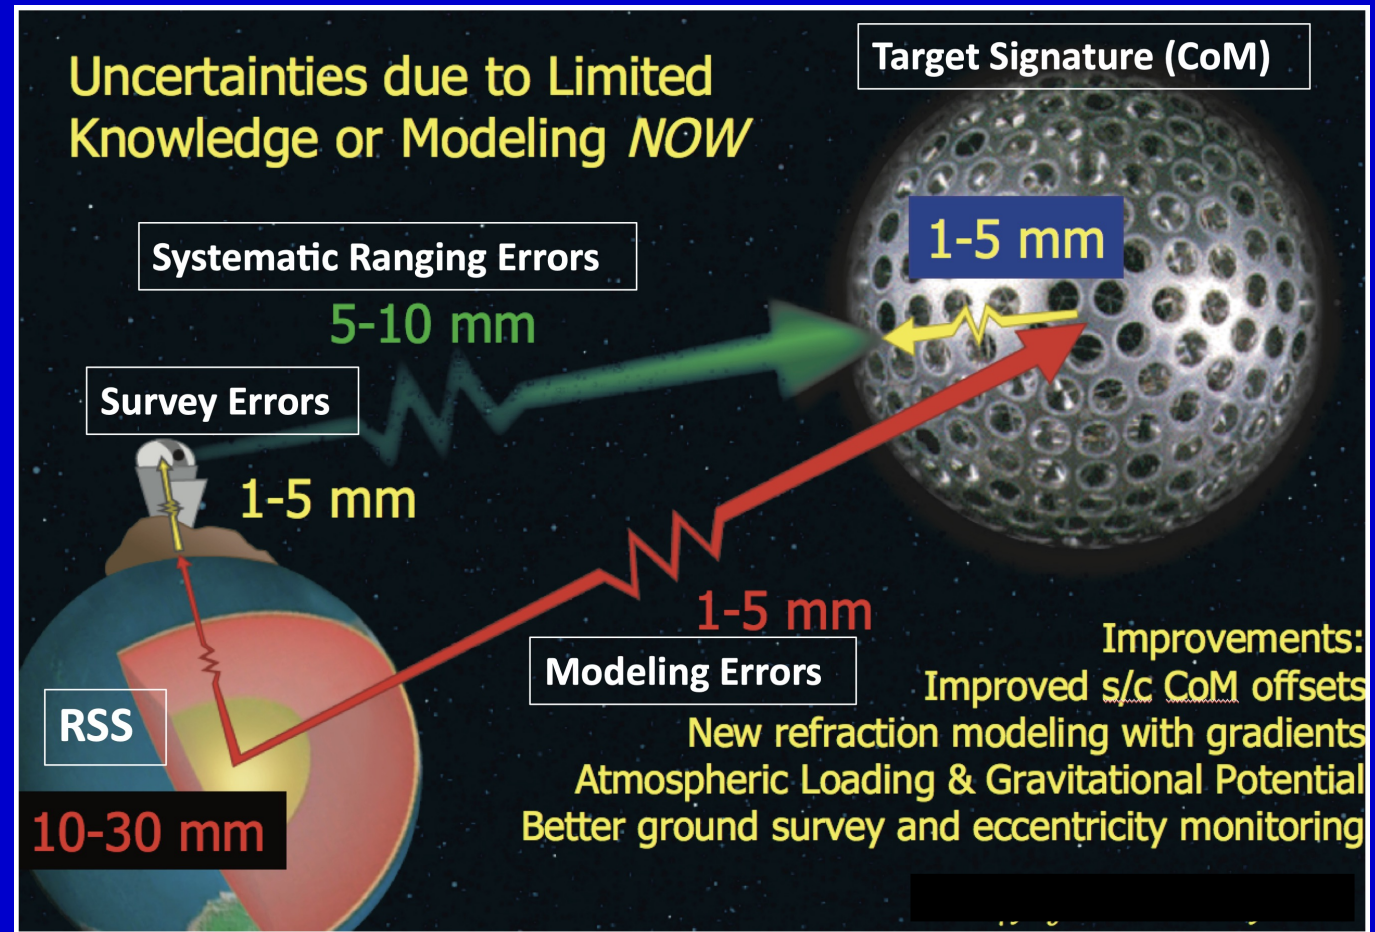 Uncertainties due to Limited
Knowledge or Modeling NOW
Target Signature (CoM)
1-5 mm
Systematic Ranging Errors
5-10 mm
Survey Errors
1-5 mm
1-5 mm
Modeling Errors
RSS
10-30 mm
Improvements:
Improved s/c CoM offsets
New refraction modeling with gradients
Atmospheric Loading & Gravitational Potential
Better ground survey and eccentricity monitoring